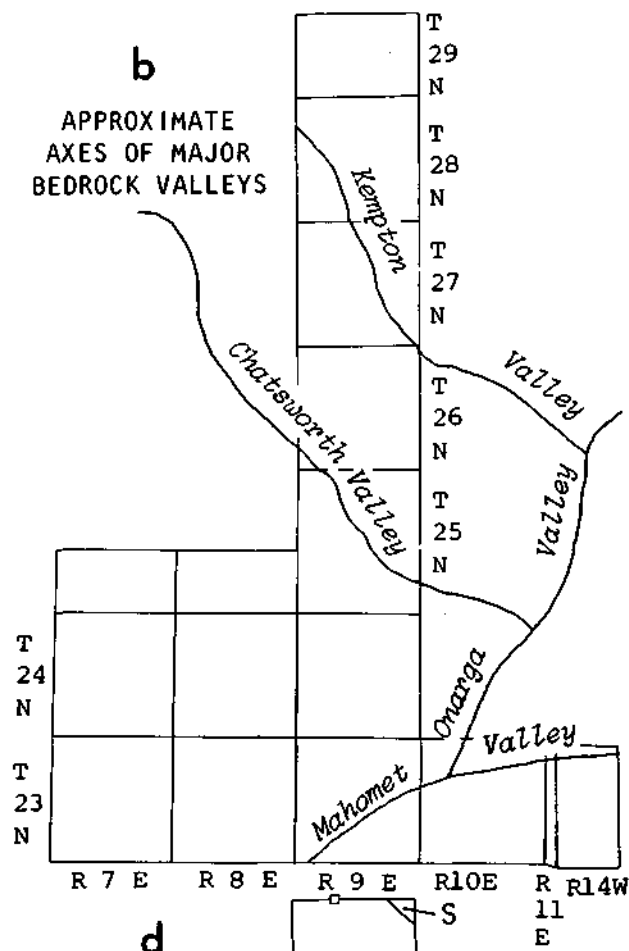 b
APPROXIMATE
AXES OF MAJOR
BEDROCK VALLEYS
T
29
N
T
28
N
Kempton
T
27
N
Valley
Chatsworth Valley
T
26
N
T
25
N
Valley
Onarga
T
24
N
Valley
T
23
N
Mahomet
R 7 E
R 8 E
R 9 E
R10E
R
11
E
R14W
S
d